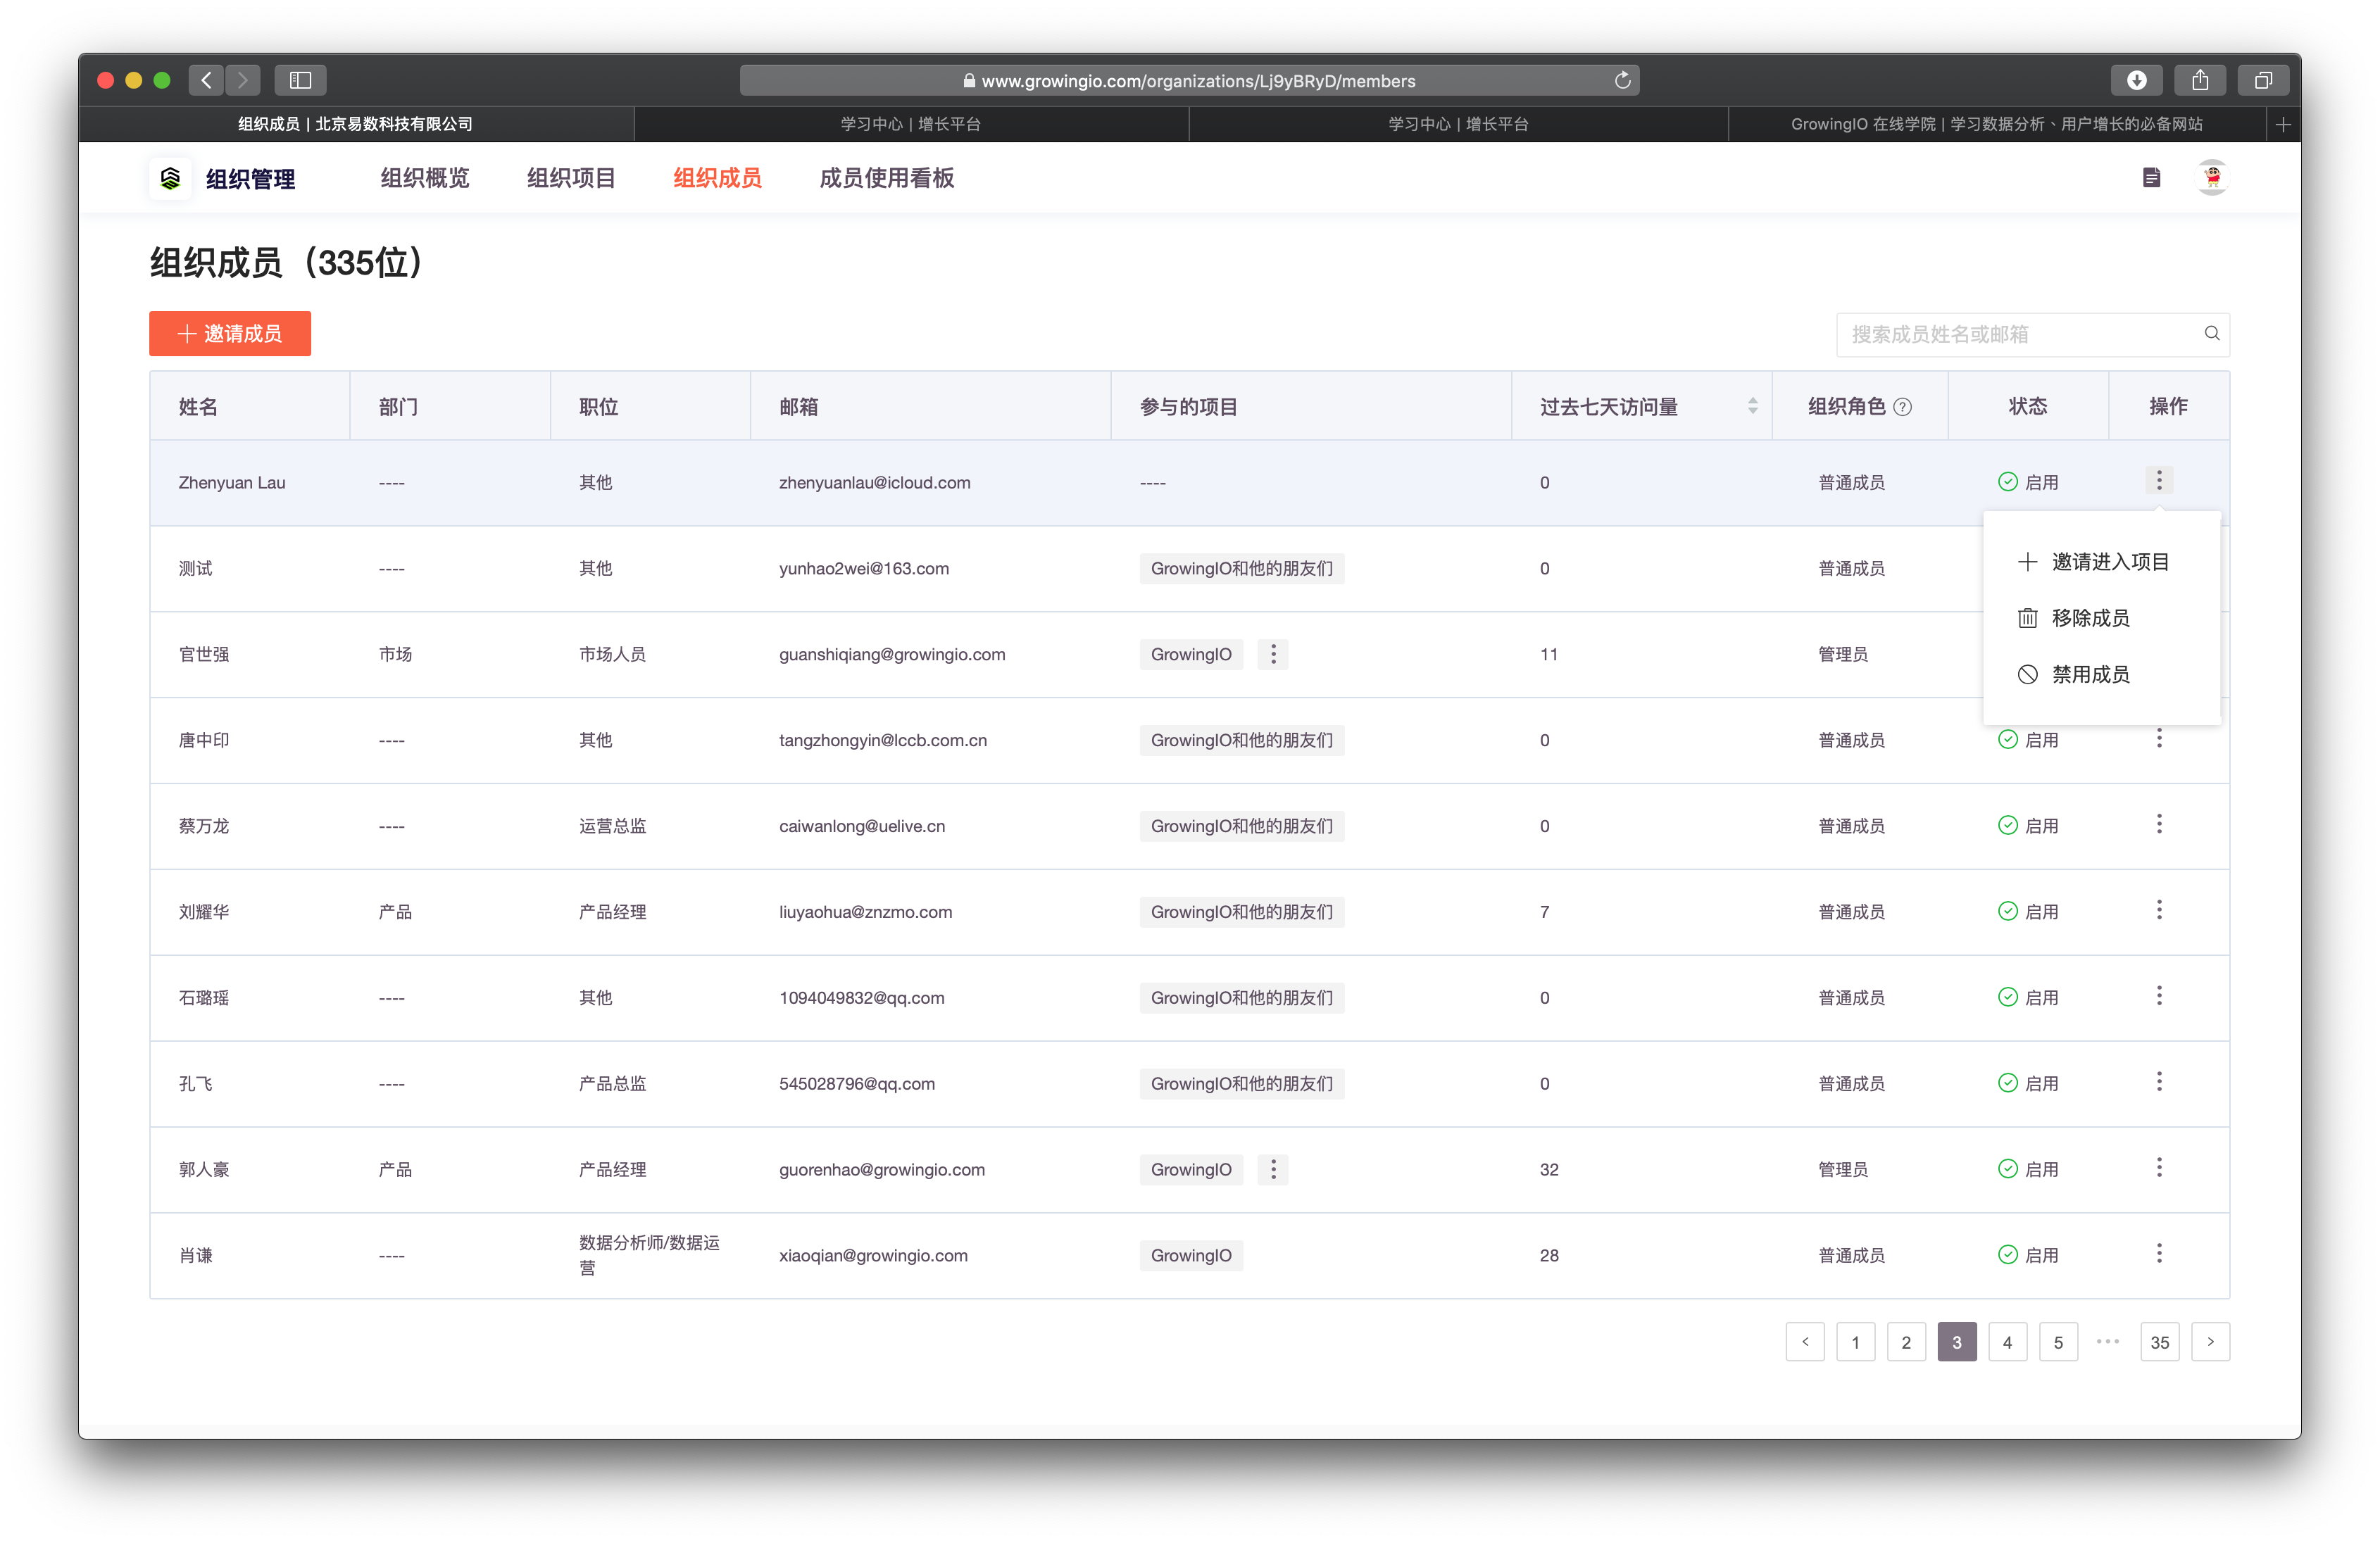 www.growingio.com/organizations/Lj9yBRyD/members
组织成员 | 北京易数科技有限公司
学习中心 | 增长平台
学习中心 | 增长平台
GrowingIO 在线学院 | 学习数据分析、用户增长的必备网站
组织管理 组织概览 组织项目 组织成员 成员使用看板
组织成员（335位）
邀请成员
搜索成员姓名或邮箱
姓名 部门 职位 邮箱 参与的项目 过去七天访问量 组织角色 ? 状态 操作
Zhenyuan Lau ---- 其他 zhenyuanlau@icloud.com ---- 0 普通成员 启用
测试 ---- 其他 yunhao2wei@163.com GrowingIO和他的朋友们 0 普通成员
邀请进入项目
移除成员
禁用成员
官世强 市场 市场人员 guanshiqiang@growingio.com GrowingIO 11 管理员
唐中印 ---- 其他 tangzhongyin@lccb.com.cn GrowingIO和他的朋友们 0 普通成员 启用
蔡万龙 ---- 运营总监 caiwanlong@uelive.cn GrowingIO和他的朋友们 0 普通成员 启用
刘耀华 产品 产品经理 liuyaohua@znzmo.com GrowingIO和他的朋友们 7 普通成员 启用
石璐瑶 ---- 其他 1094049832@qq.com GrowingIO和他的朋友们 0 普通成员 启用
孔飞 ---- 产品总监 545028796@qq.com GrowingIO和他的朋友们 0 普通成员 启用
郭人豪 产品 产品经理 guorenhao@growingio.com GrowingIO 32 管理员 启用
肖谦 ---- 数据分析师/数据运
营 xiaoqian@growingio.com GrowingIO 28 普通成员 启用
< 1 2 3 4 5 ••• 35 >